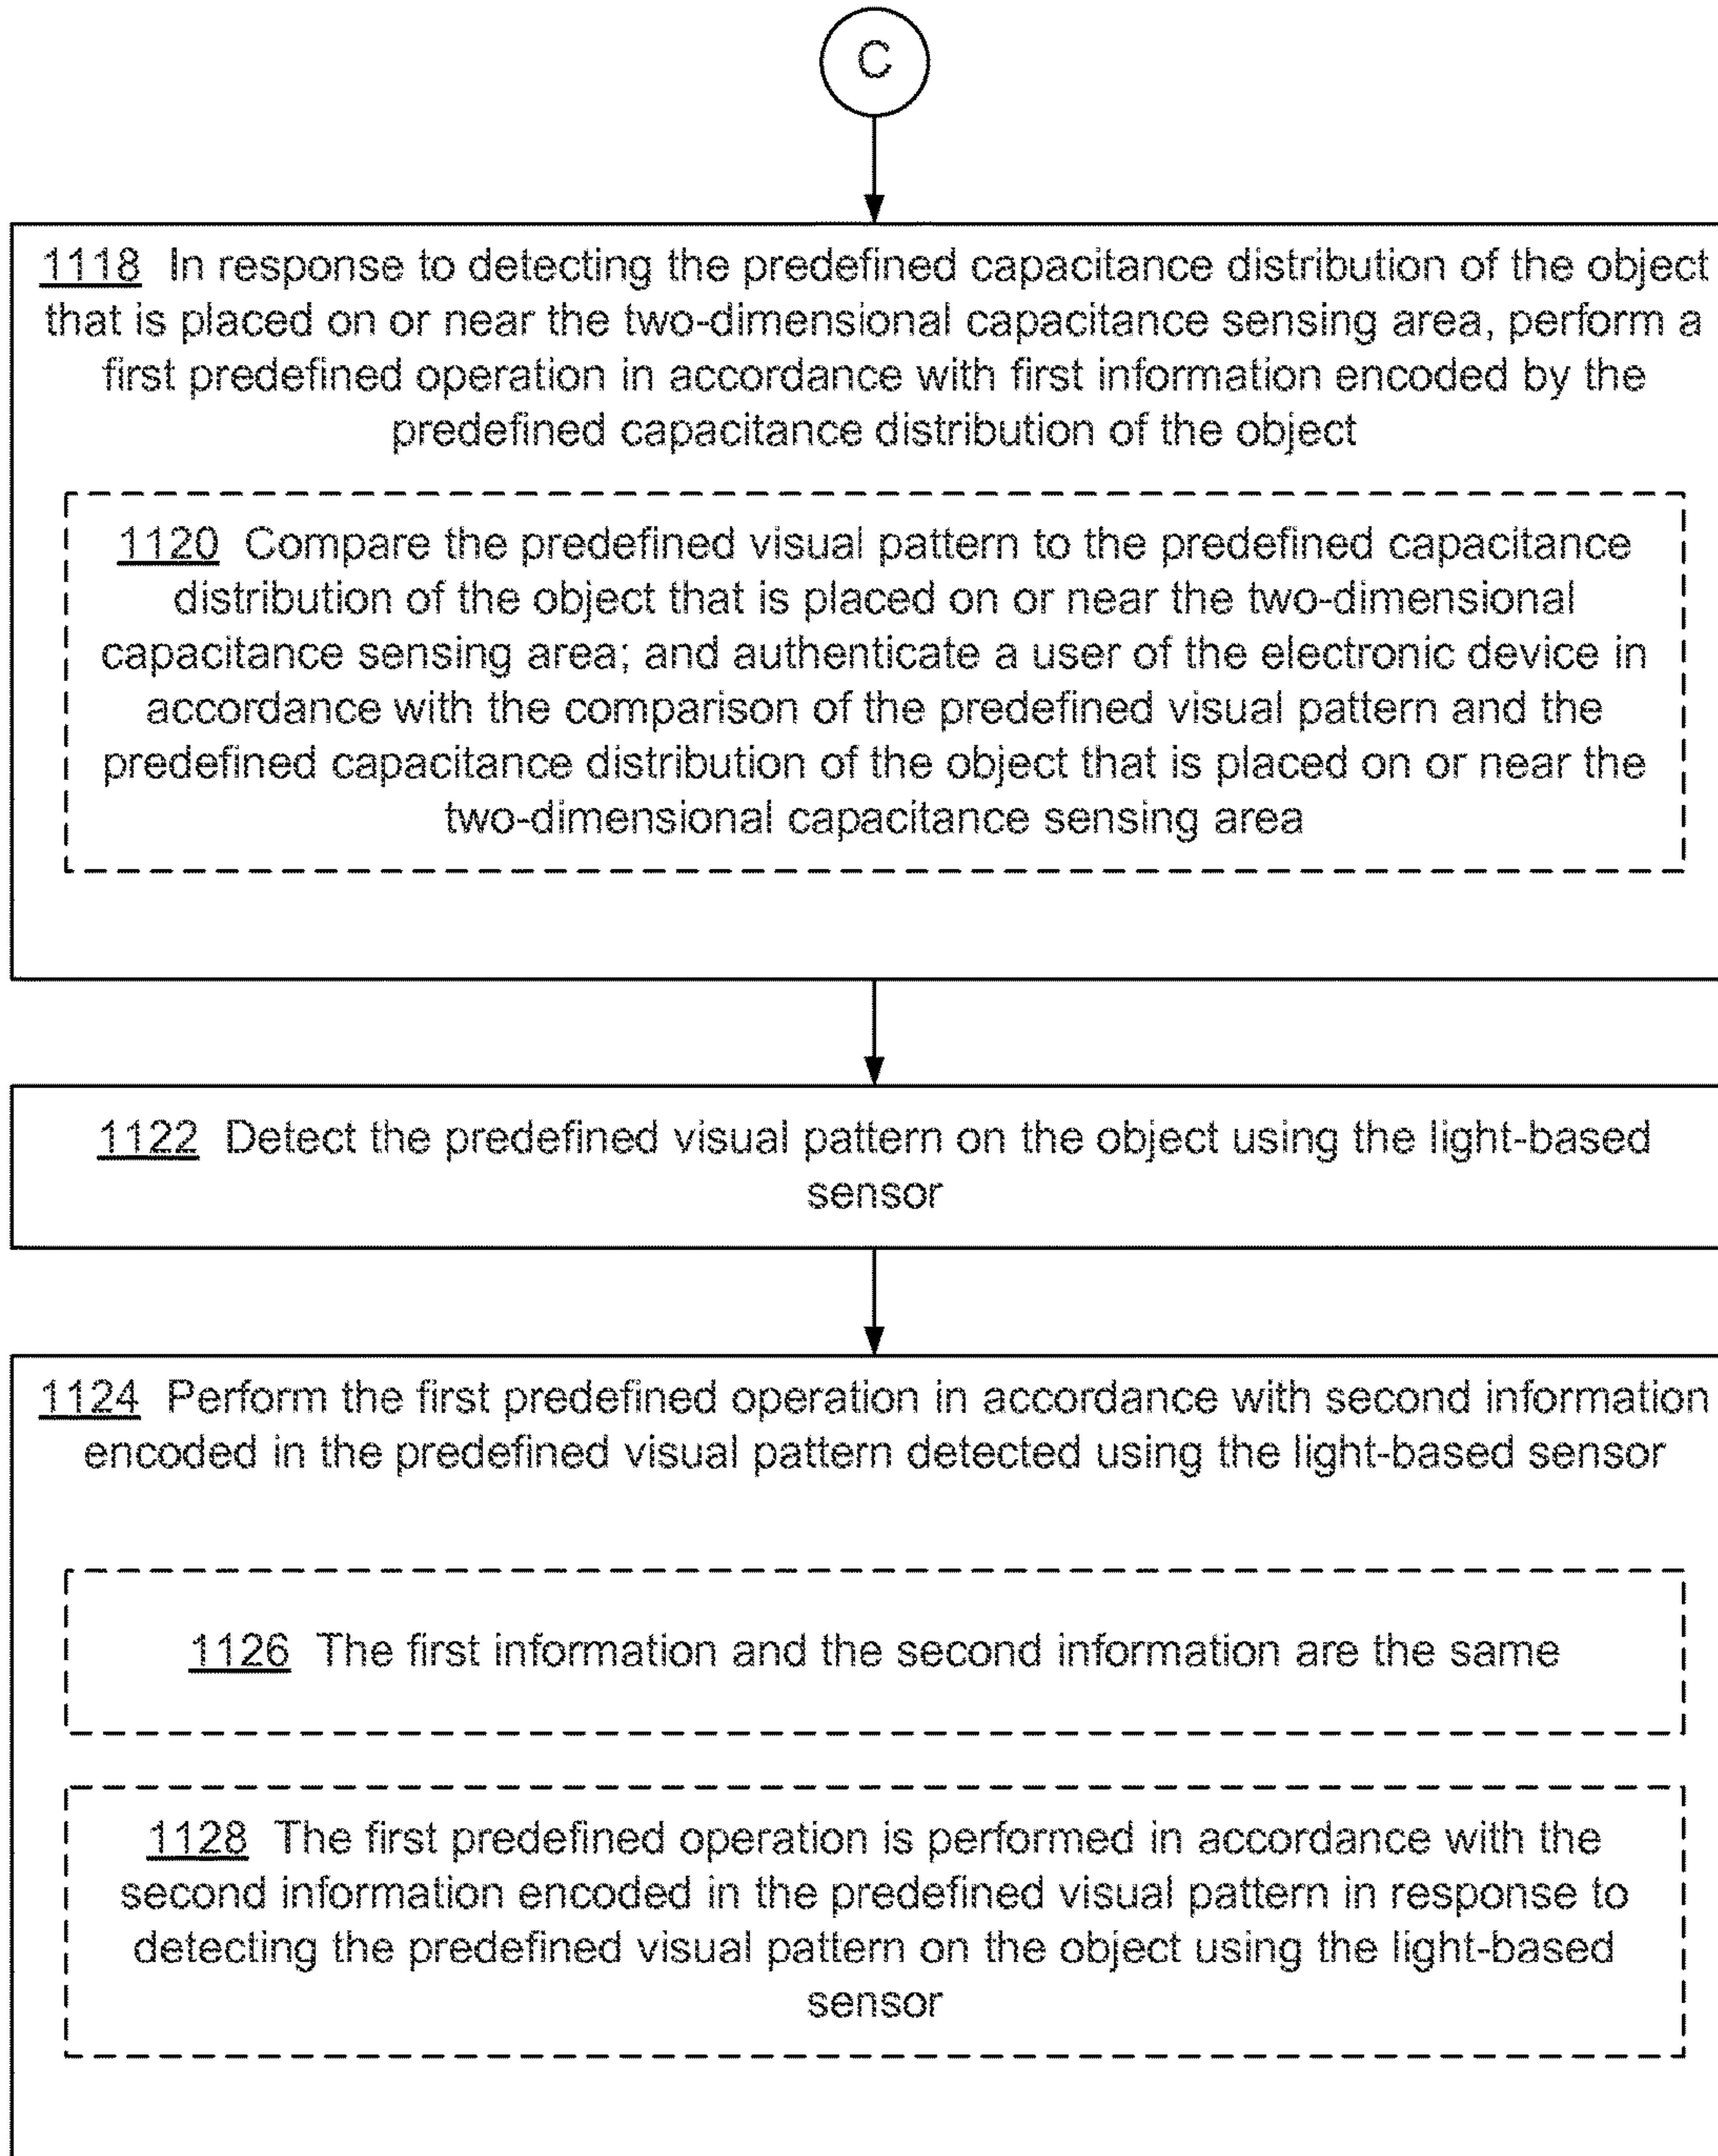 C
1118 In response to detecting the predefined capacitance distribution of the object
that is placed on or near the two-dimensional capacitance sensing area, perform a
first predefined operation in accordance with first information encoded by the
predefined capacitance distribution of the object
1120 Compare the predefined visual pattern to the predefined capacitance
distribution of the object that is placed on or near the two-dimensional
capacitance sensing area; and authenticate a user of the electronic device in
accordance with the comparison of the predefined visual pattern and the
predefined capacitance distribution of the object that is placed on or near the
two-dimensional capacitance sensing area
1122 Detect the predefined visual pattern on the object using the light-based
sensor
1124 Perform the first predefined operation in accordance with second information
encoded in the predefined visual pattern detected using the light-based sensor
1126 The first information and the second information are the same
1128 The first predefined operation is performed in accordance with the
second information encoded in the predefined visual pattern in response to
detecting the predefined visual pattern on the object using the light-based
sensor